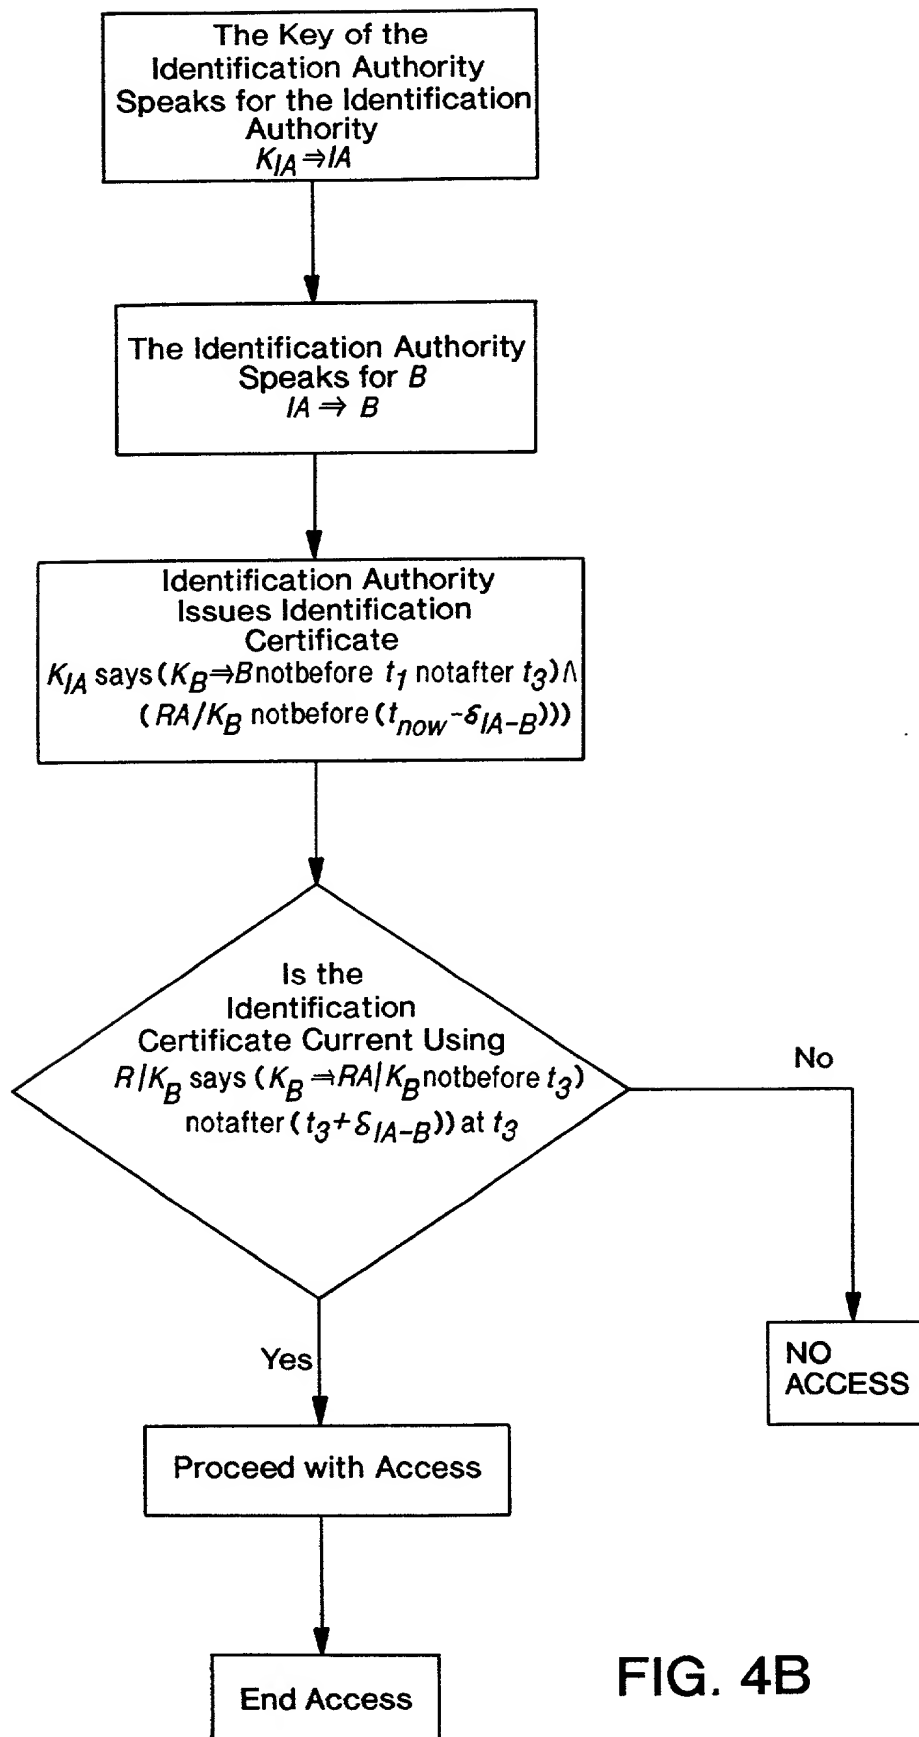 The Key of the
Identification Authority
Speaks for the Identification
Authority
K_IA ⇒ IA
The Identification Authority
Speaks for B
IA ⇒ B
Identification Authority
Issues Identification
Certificate
K_IA says (K_B ⇒ B notbefore t_1 notafter t_3) ∧
(RA/K_B notbefore (t_now - δ_IA-B)))
Is the
Identification
Certificate Current Using
R/K_B says (K_B ⇒ RA/K_B notbefore t_3)
notafter (t_3 + δ_IA-B)) at t_3
No
Yes
NO
ACCESS
Proceed with Access
End Access
FIG. 4B